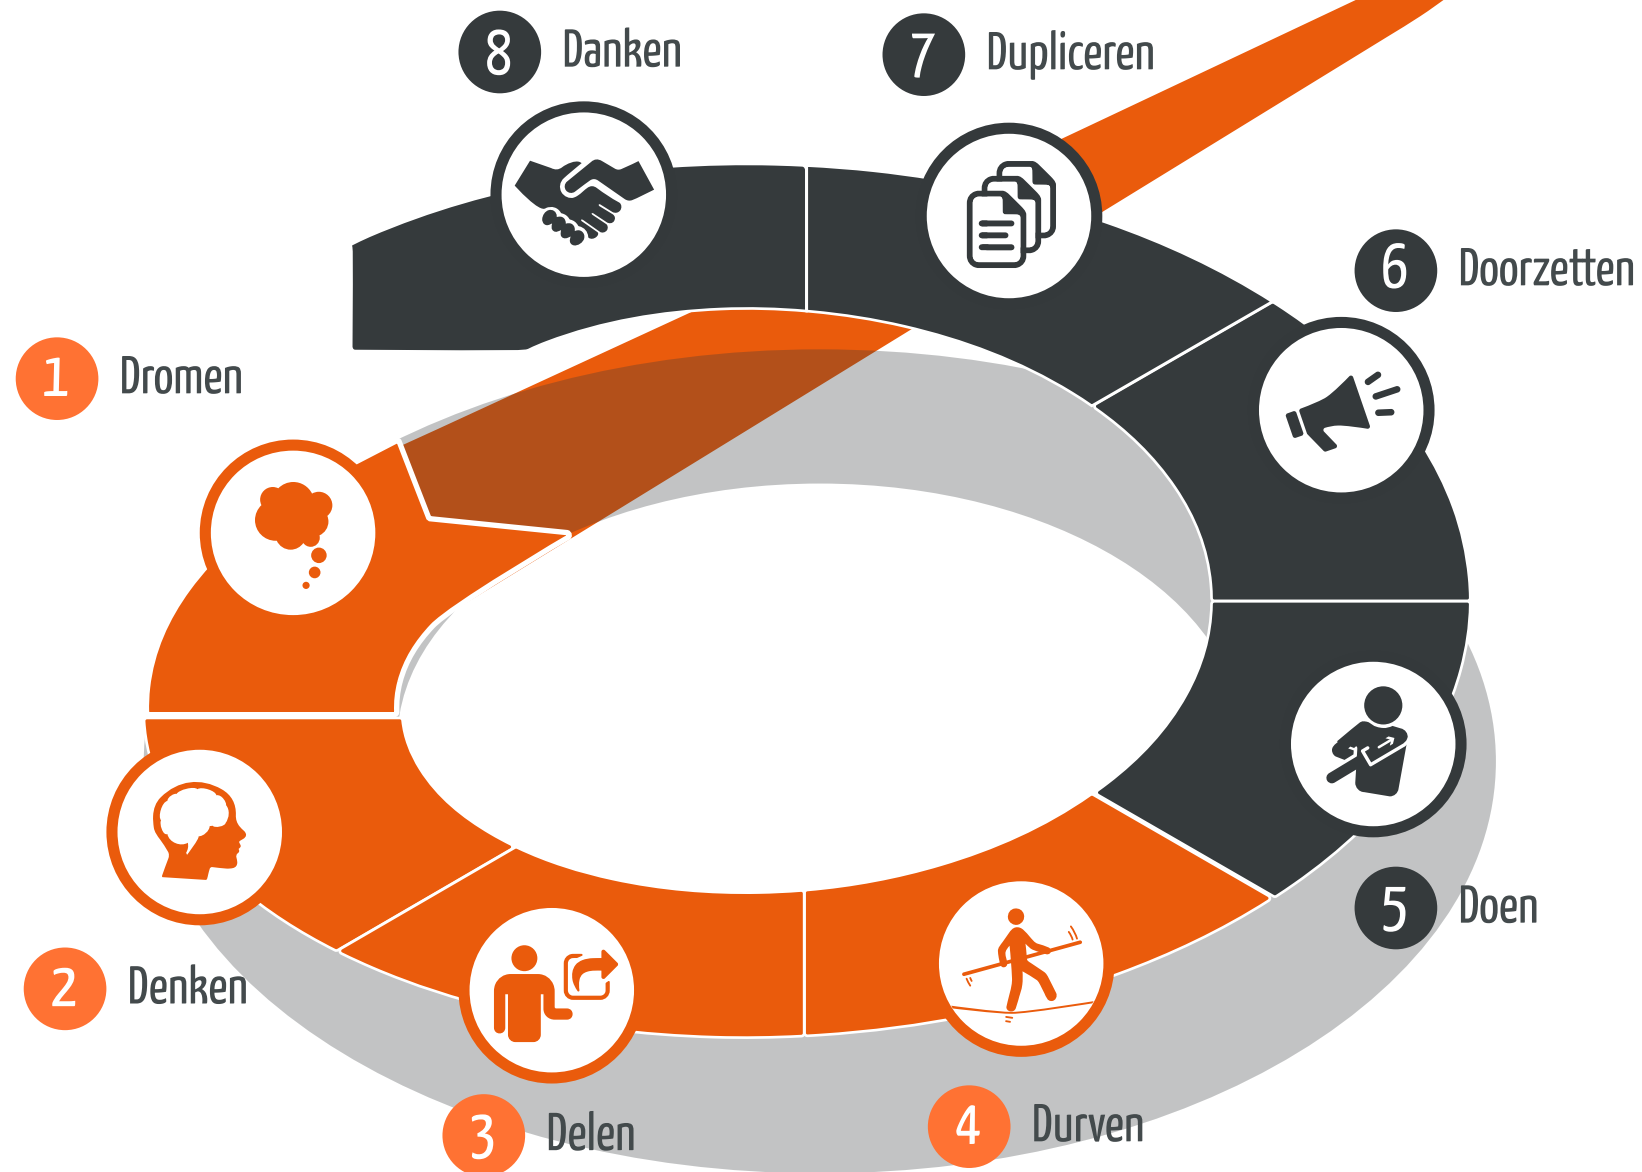 8 Danken
7 Dupliceren
6 Doorzetten
1 Dromen
5 Doen
2 Denken
3 Delen
4 Durven